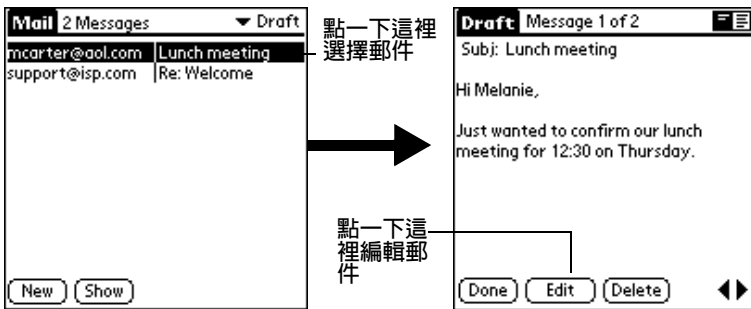 Mail 2 Messages ▼ Draft
mcarter@aol.com Lunch meeting
support@isp.com Re: Welcome
New Show
點一下這裡
選擇郵件
點一下這
裡編輯郵
件
Draft Message 1 of 2
Subj: Lunch meeting
Hi Melanie,
Just wanted to confirm our lunch
meeting for 12:30 on Thursday.
Done Edit Delete